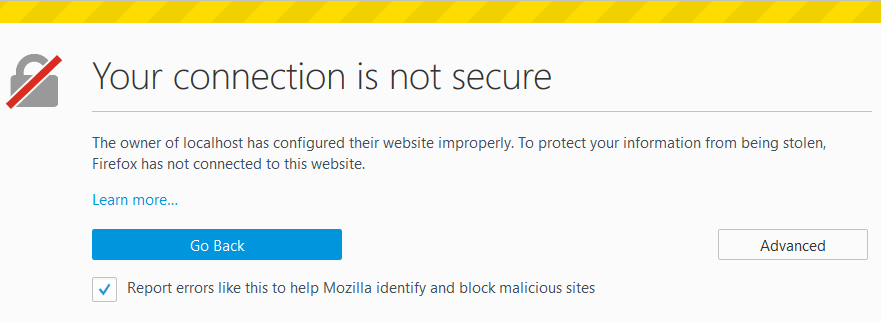 Your connection is not secure
The owner of localhost has configured their website improperly. To protect your information from being stolen,
Firefox has not connected to this website.
Learn more...
Go Back
Advanced
Report errors like this to help Mozilla identify and block malicious sites